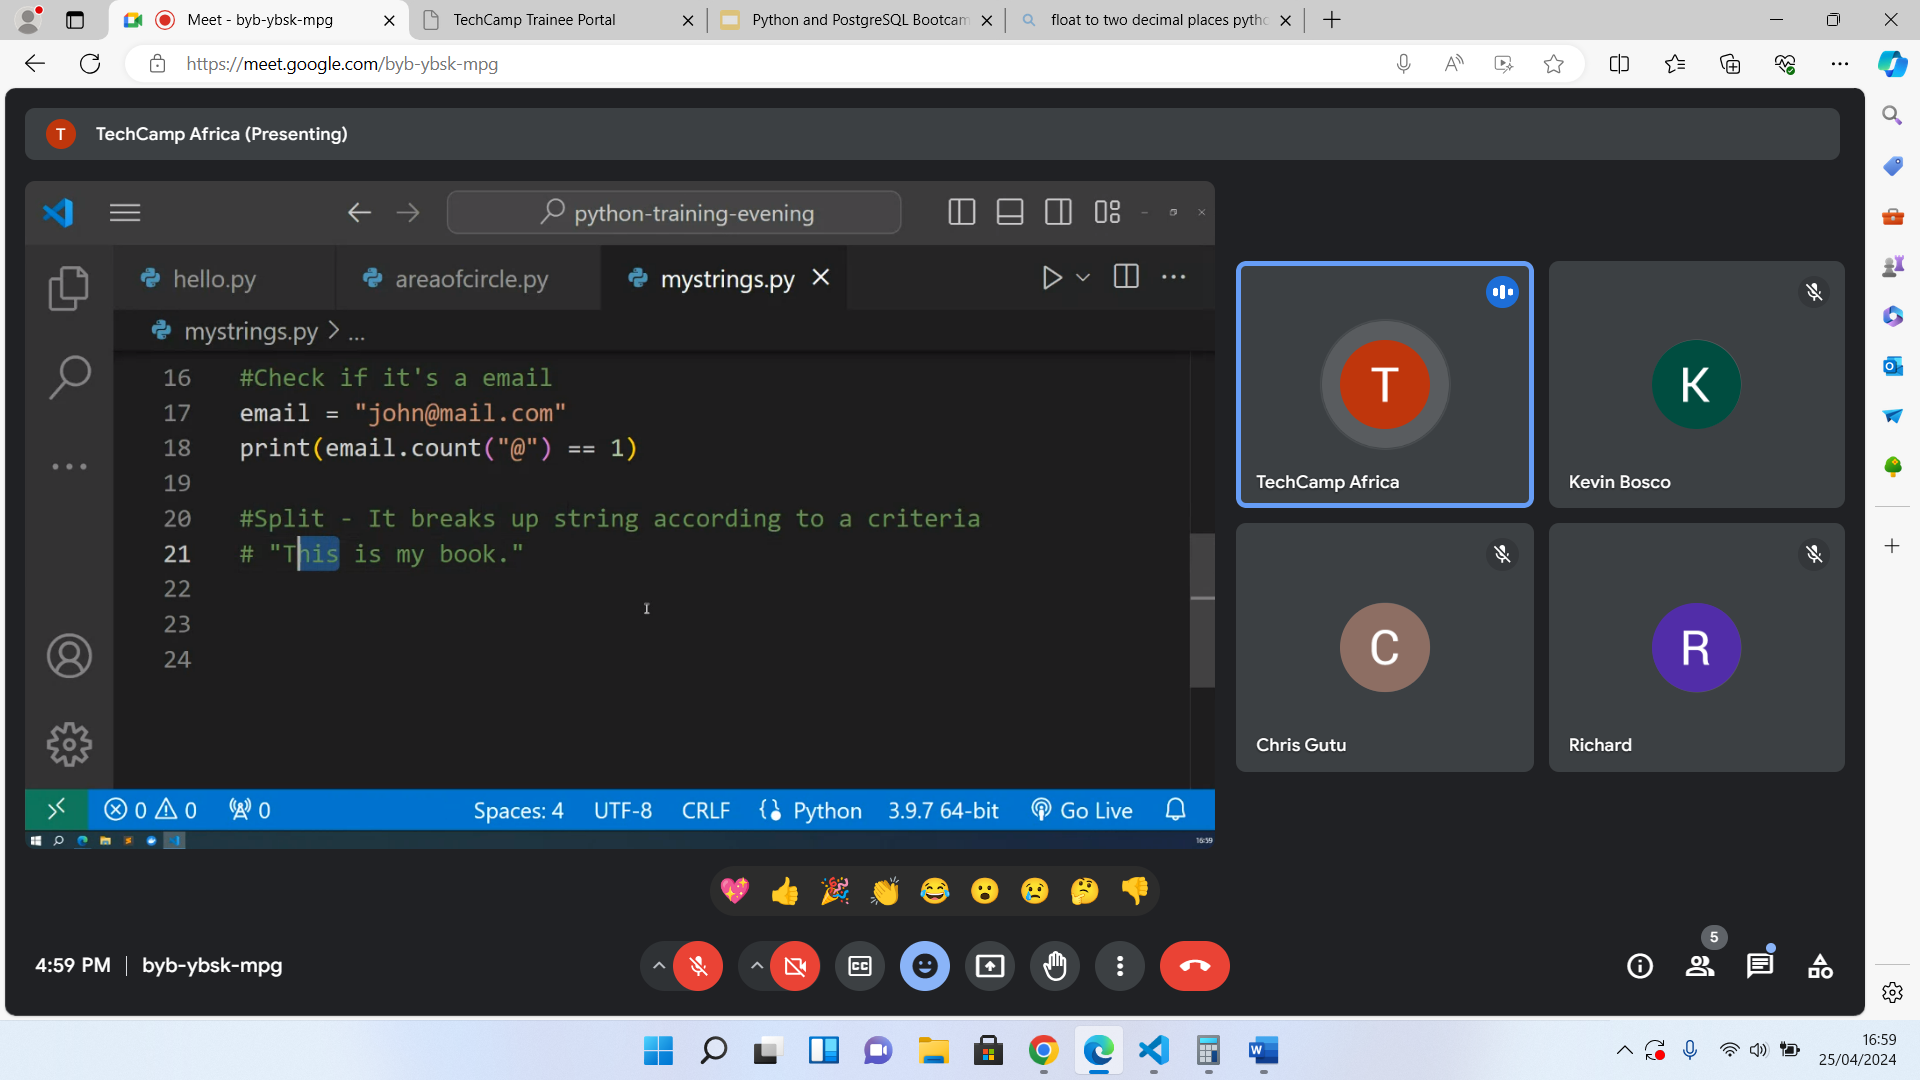 Meet - byb-ybsk-mpg
TechCamp Trainee Portal
Python and PostgreSQL Bootcam
float to two decimal places pytho
https://meet.google.com/byb-ybsk-mpg
T
TechCamp Africa (Presenting)
python-training-evening
hello.py
areaofcircle.py
mystrings.py
mystrings.py > ...
16 #Check if it's a email
17 email = "john@mail.com"
18 print(email.count("@") == 1)
19
20 #Split - It breaks up string according to a criteria
21 # "This is my book."
22
23
24
0 0 0
Spaces: 4 UTF-8 CRLF Python 3.9.7 64-bit Go Live
16:59
T
TechCamp Africa
K
Kevin Bosco
C
Chris Gutu
R
Richard
4:59 PM | byb-ybsk-mpg
CC
5
W
16:59
25/04/2024